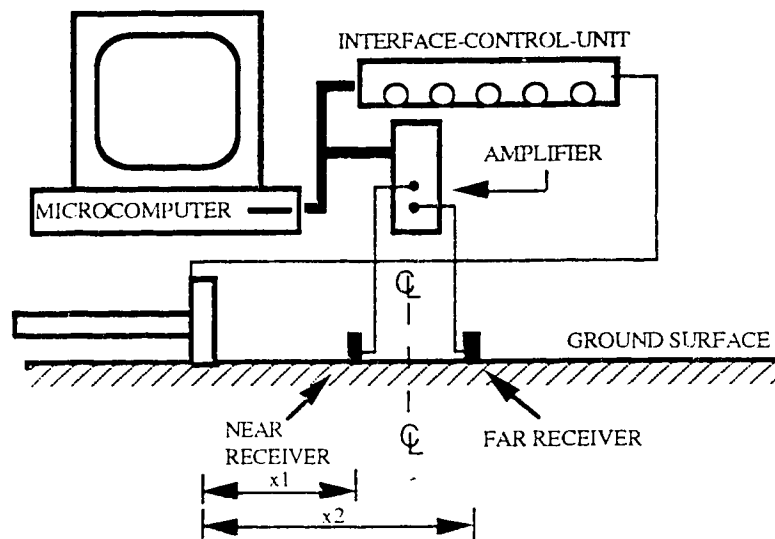 INTERFACE-CONTROL-UNIT
AMPLIFIER
MICROCOMPUTER
℄
GROUND SURFACE
NEAR
RECEIVER
℄
FAR RECEIVER
x1
x2